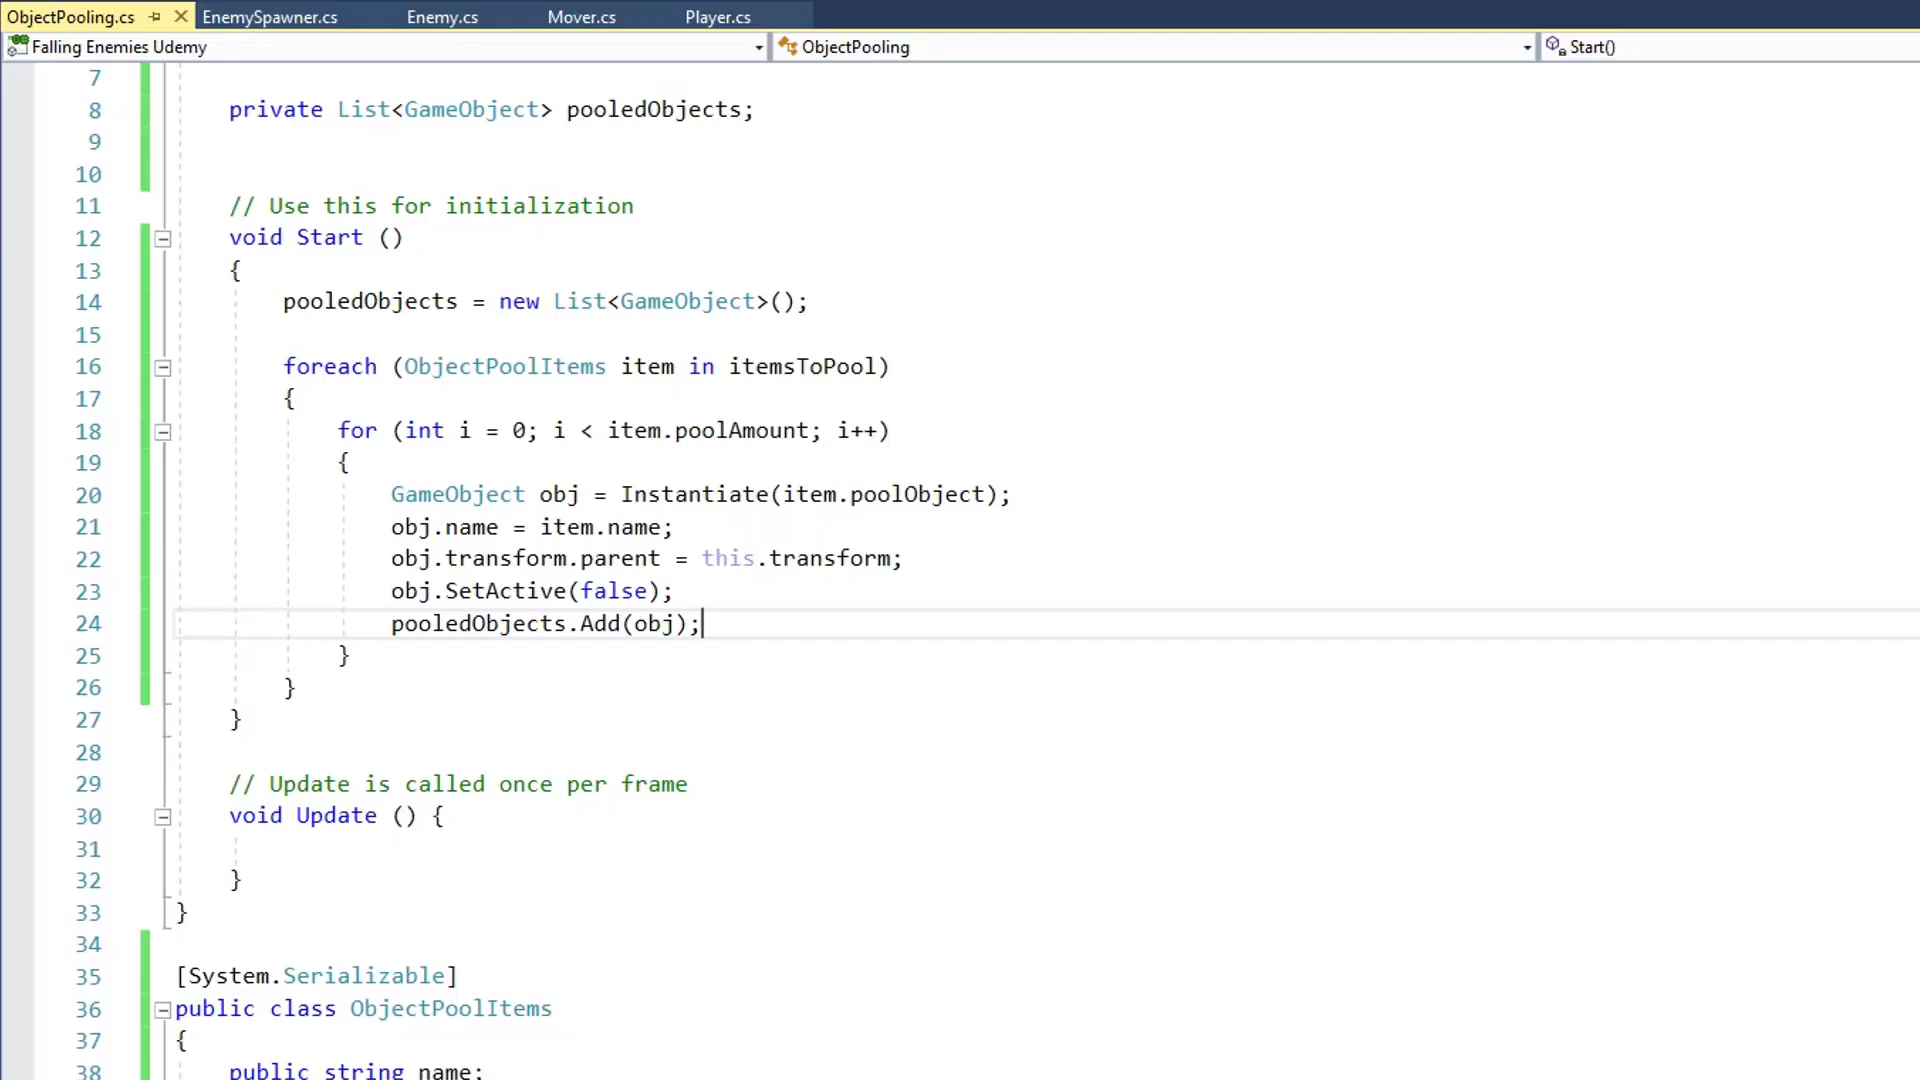 ObjectPooling.cs EnemySpawner.cs Enemy.cs Mover.cs Player.cs
Falling Enemies Udemy ObjectPooling Start()
7
8 private List<GameObject> pooledObjects;
9
10
11 // Use this for initialization
12 void Start ()
13 {
14 pooledObjects = new List<GameObject>();
15
16 foreach (ObjectPoolItems item in itemsToPool)
17 {
18 for (int i = 0; i < item.poolAmount; i++)
19 {
20 GameObject obj = Instantiate(item.poolObject);
21 obj.name = item.name;
22 obj.transform.parent = this.transform;
23 obj.SetActive(false);
24 pooledObjects.Add(obj);
25 }
26 }
27 }
28
29 // Update is called once per frame
30 void Update () {
31
32 }
33 }
34
35 [System.Serializable]
36 public class ObjectPoolItems
37 {
38 public string name;